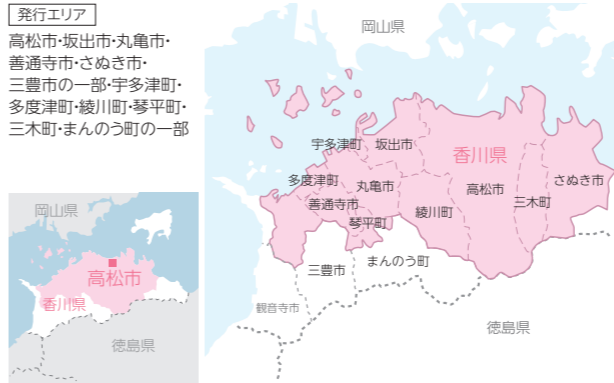 発行エリア
高松市・坂出市・丸亀市・
善通寺市・さぬき市・
三豊市の一部・宇多津町・
多度津町・綾川町・琴平町・
三木町・まんのう町の一部
岡山県
宇多津町
坂出市
香川県
多度津町
丸亀市
高松市
さぬき市
善通寺市
三木町
綾川町
琴平町
三豊市
まんのう町
観音寺市
徳島県
岡山県
高松市
香川県
徳島県